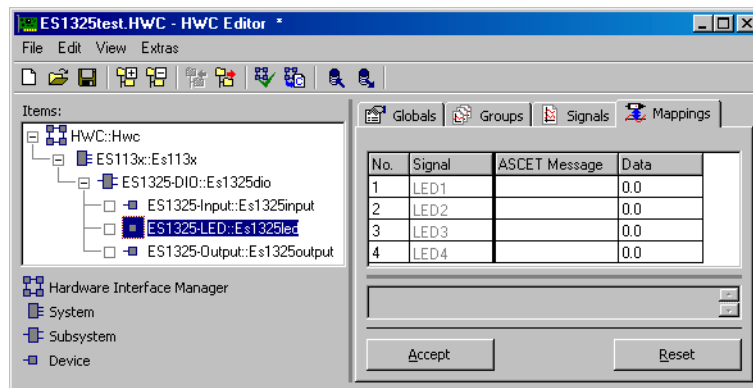 ES1325test.HWC - HWC Editor *
File Edit View Extras
Items:
HWC::Hwc
ES113x::Es113x
ES1325-DIO::Es1325dio
ES1325-Input::Es1325input
ES1325-LED::Es1325led
ES1325-Output::Es1325output
Hardware Interface Manager
System
Subsystem
Device
Globals Groups Signals Mappings
No. Signal ASCET Message Data
1 LED1 0.0
2 LED2 0.0
3 LED3 0.0
4 LED4 0.0
Accept Reset